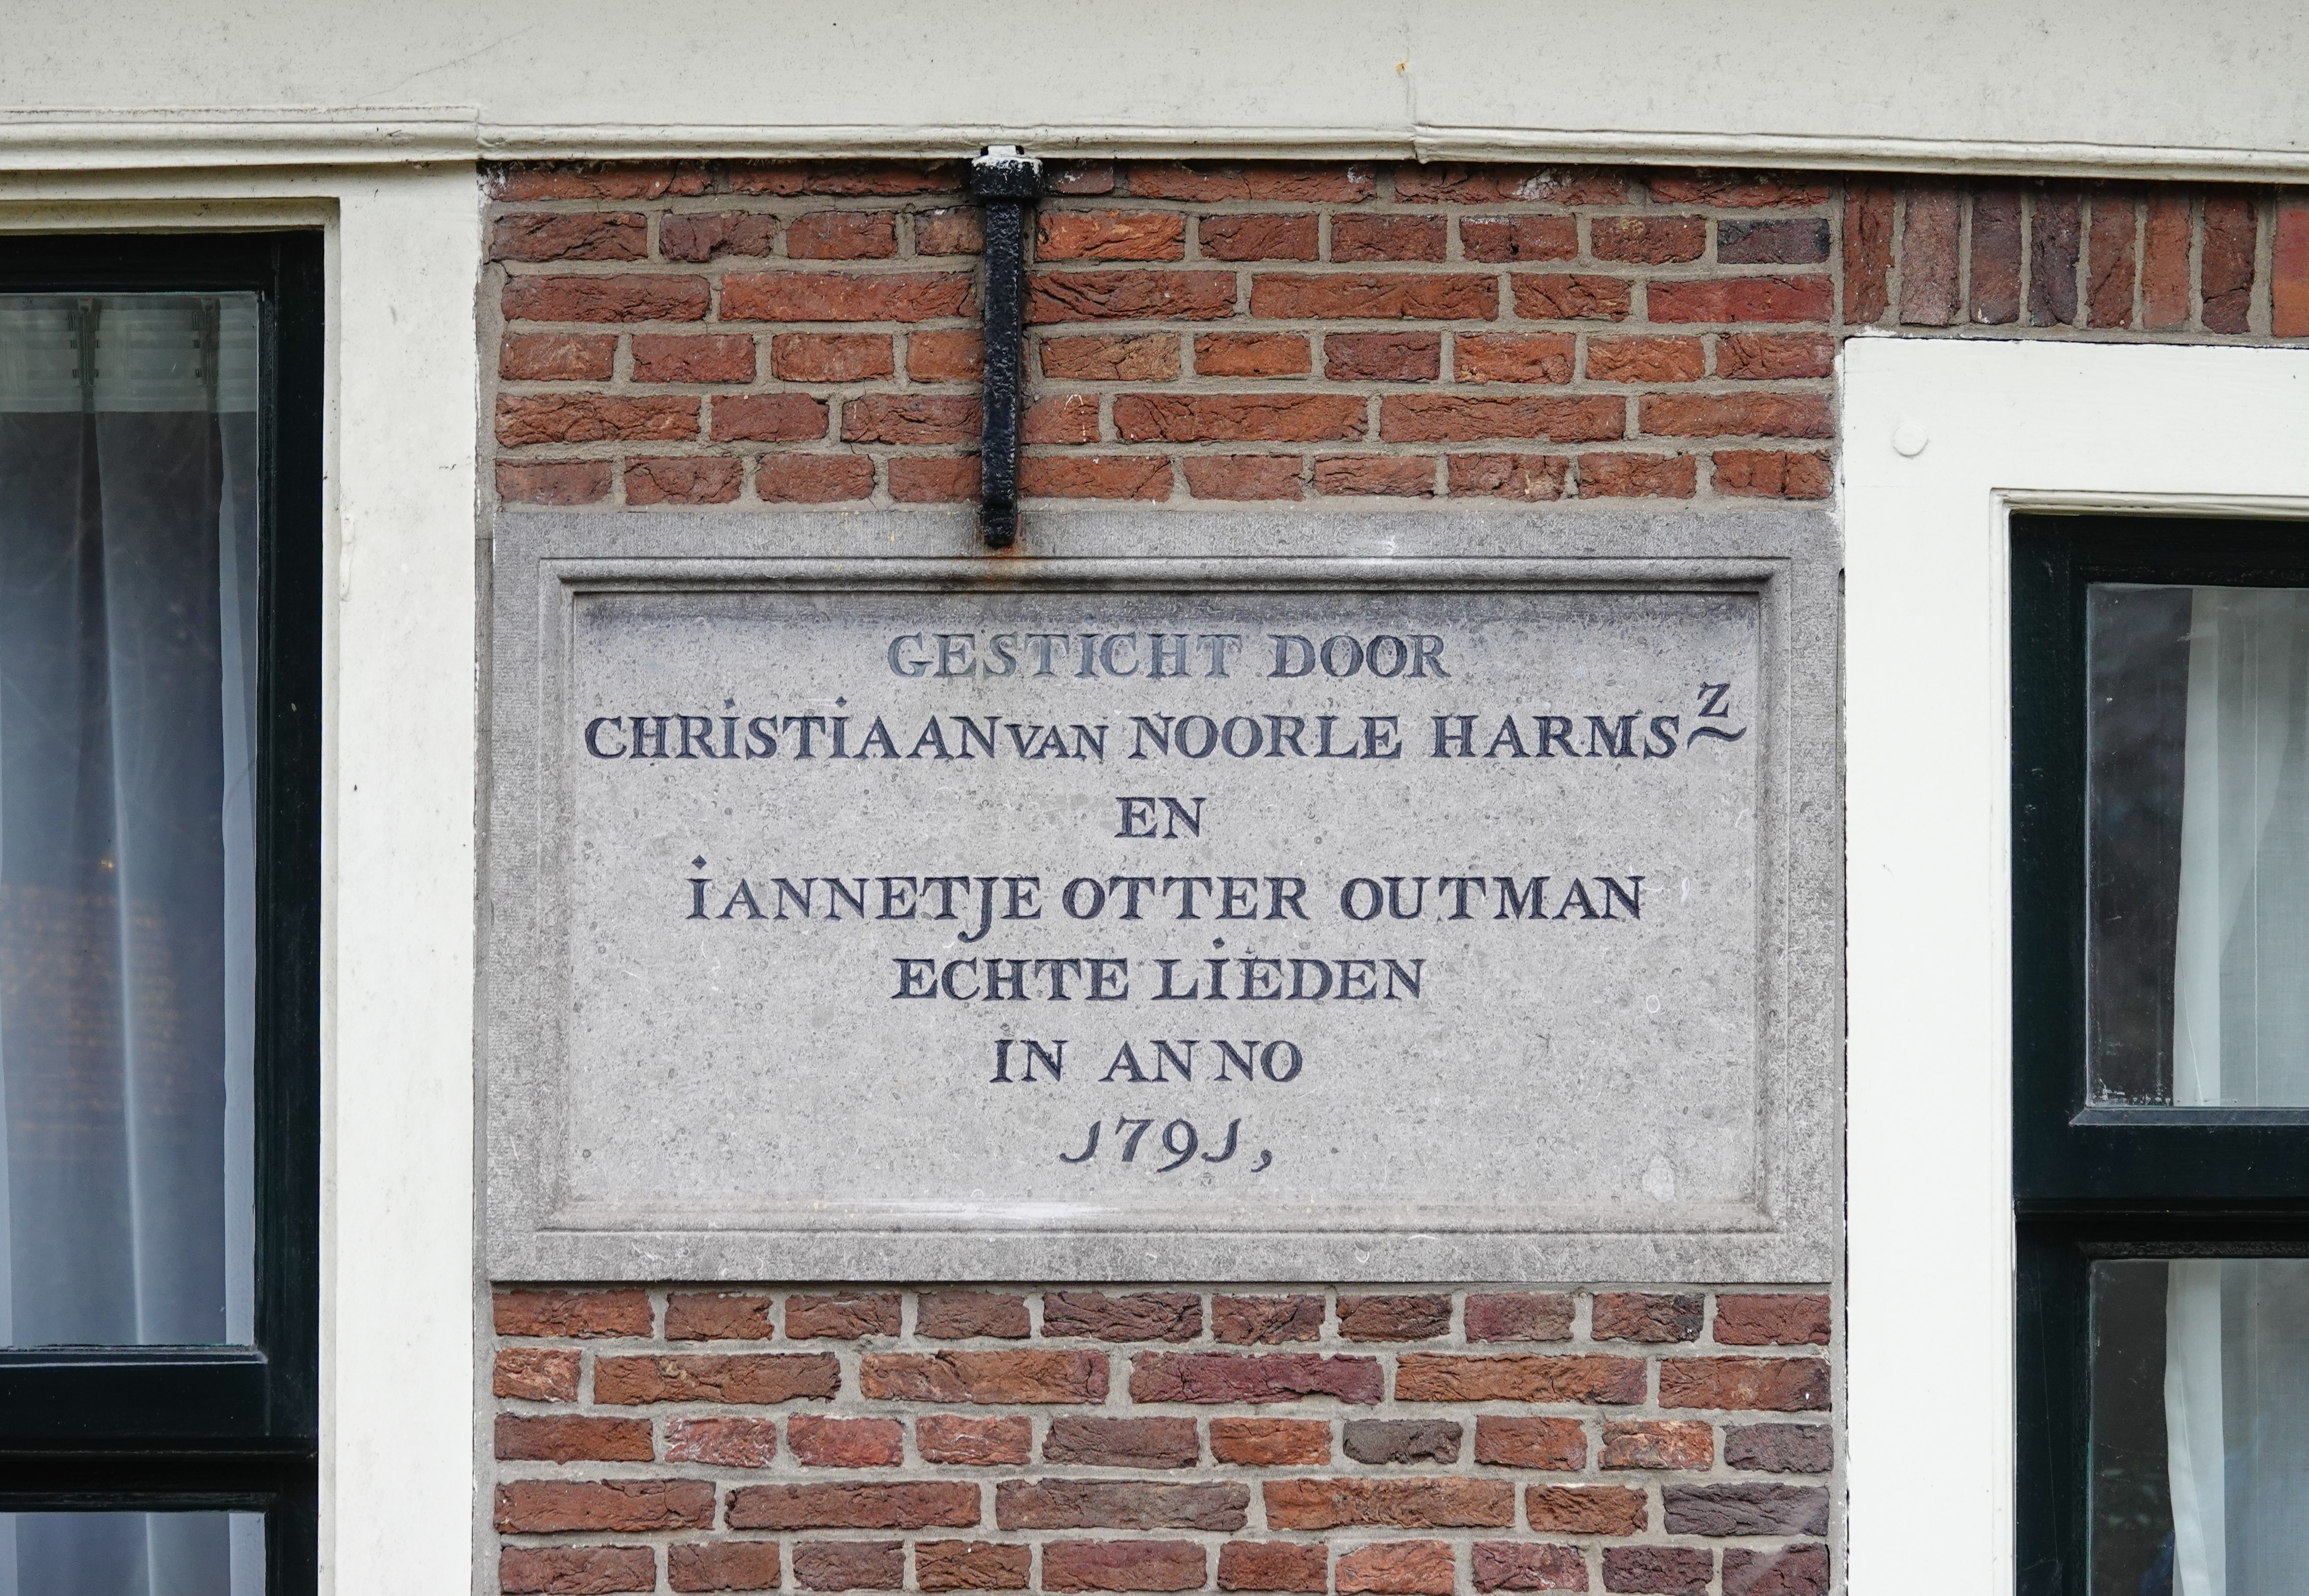 GESTICHT DOOR
CHRISTIAAN VAN NOORLE HARMSZ
EN
IANNETJE OTTER OUTMAN
ECHTE LIEDEN
IN ANNO
1791,